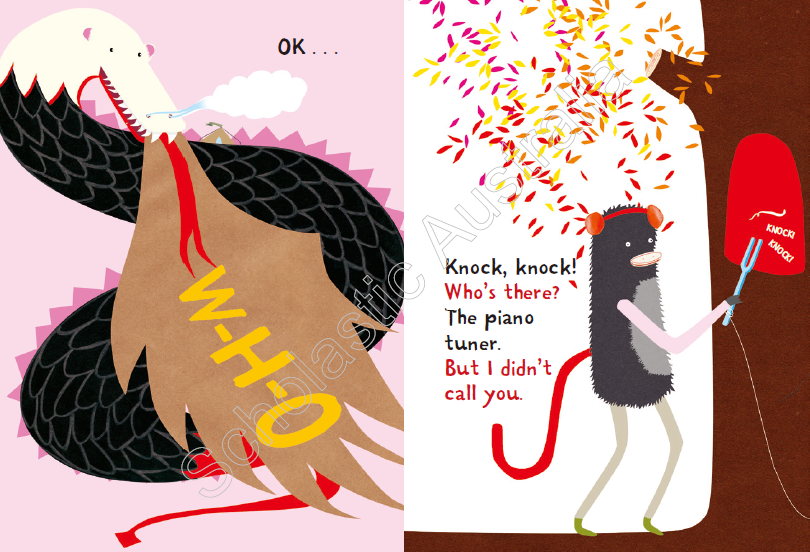 OK . . .
W-H-O
Knock, knock!
Who's there?
The piano
tuner.
But I didn't
call you.
KNOCK!
KNOCK!
Scholastic Australia